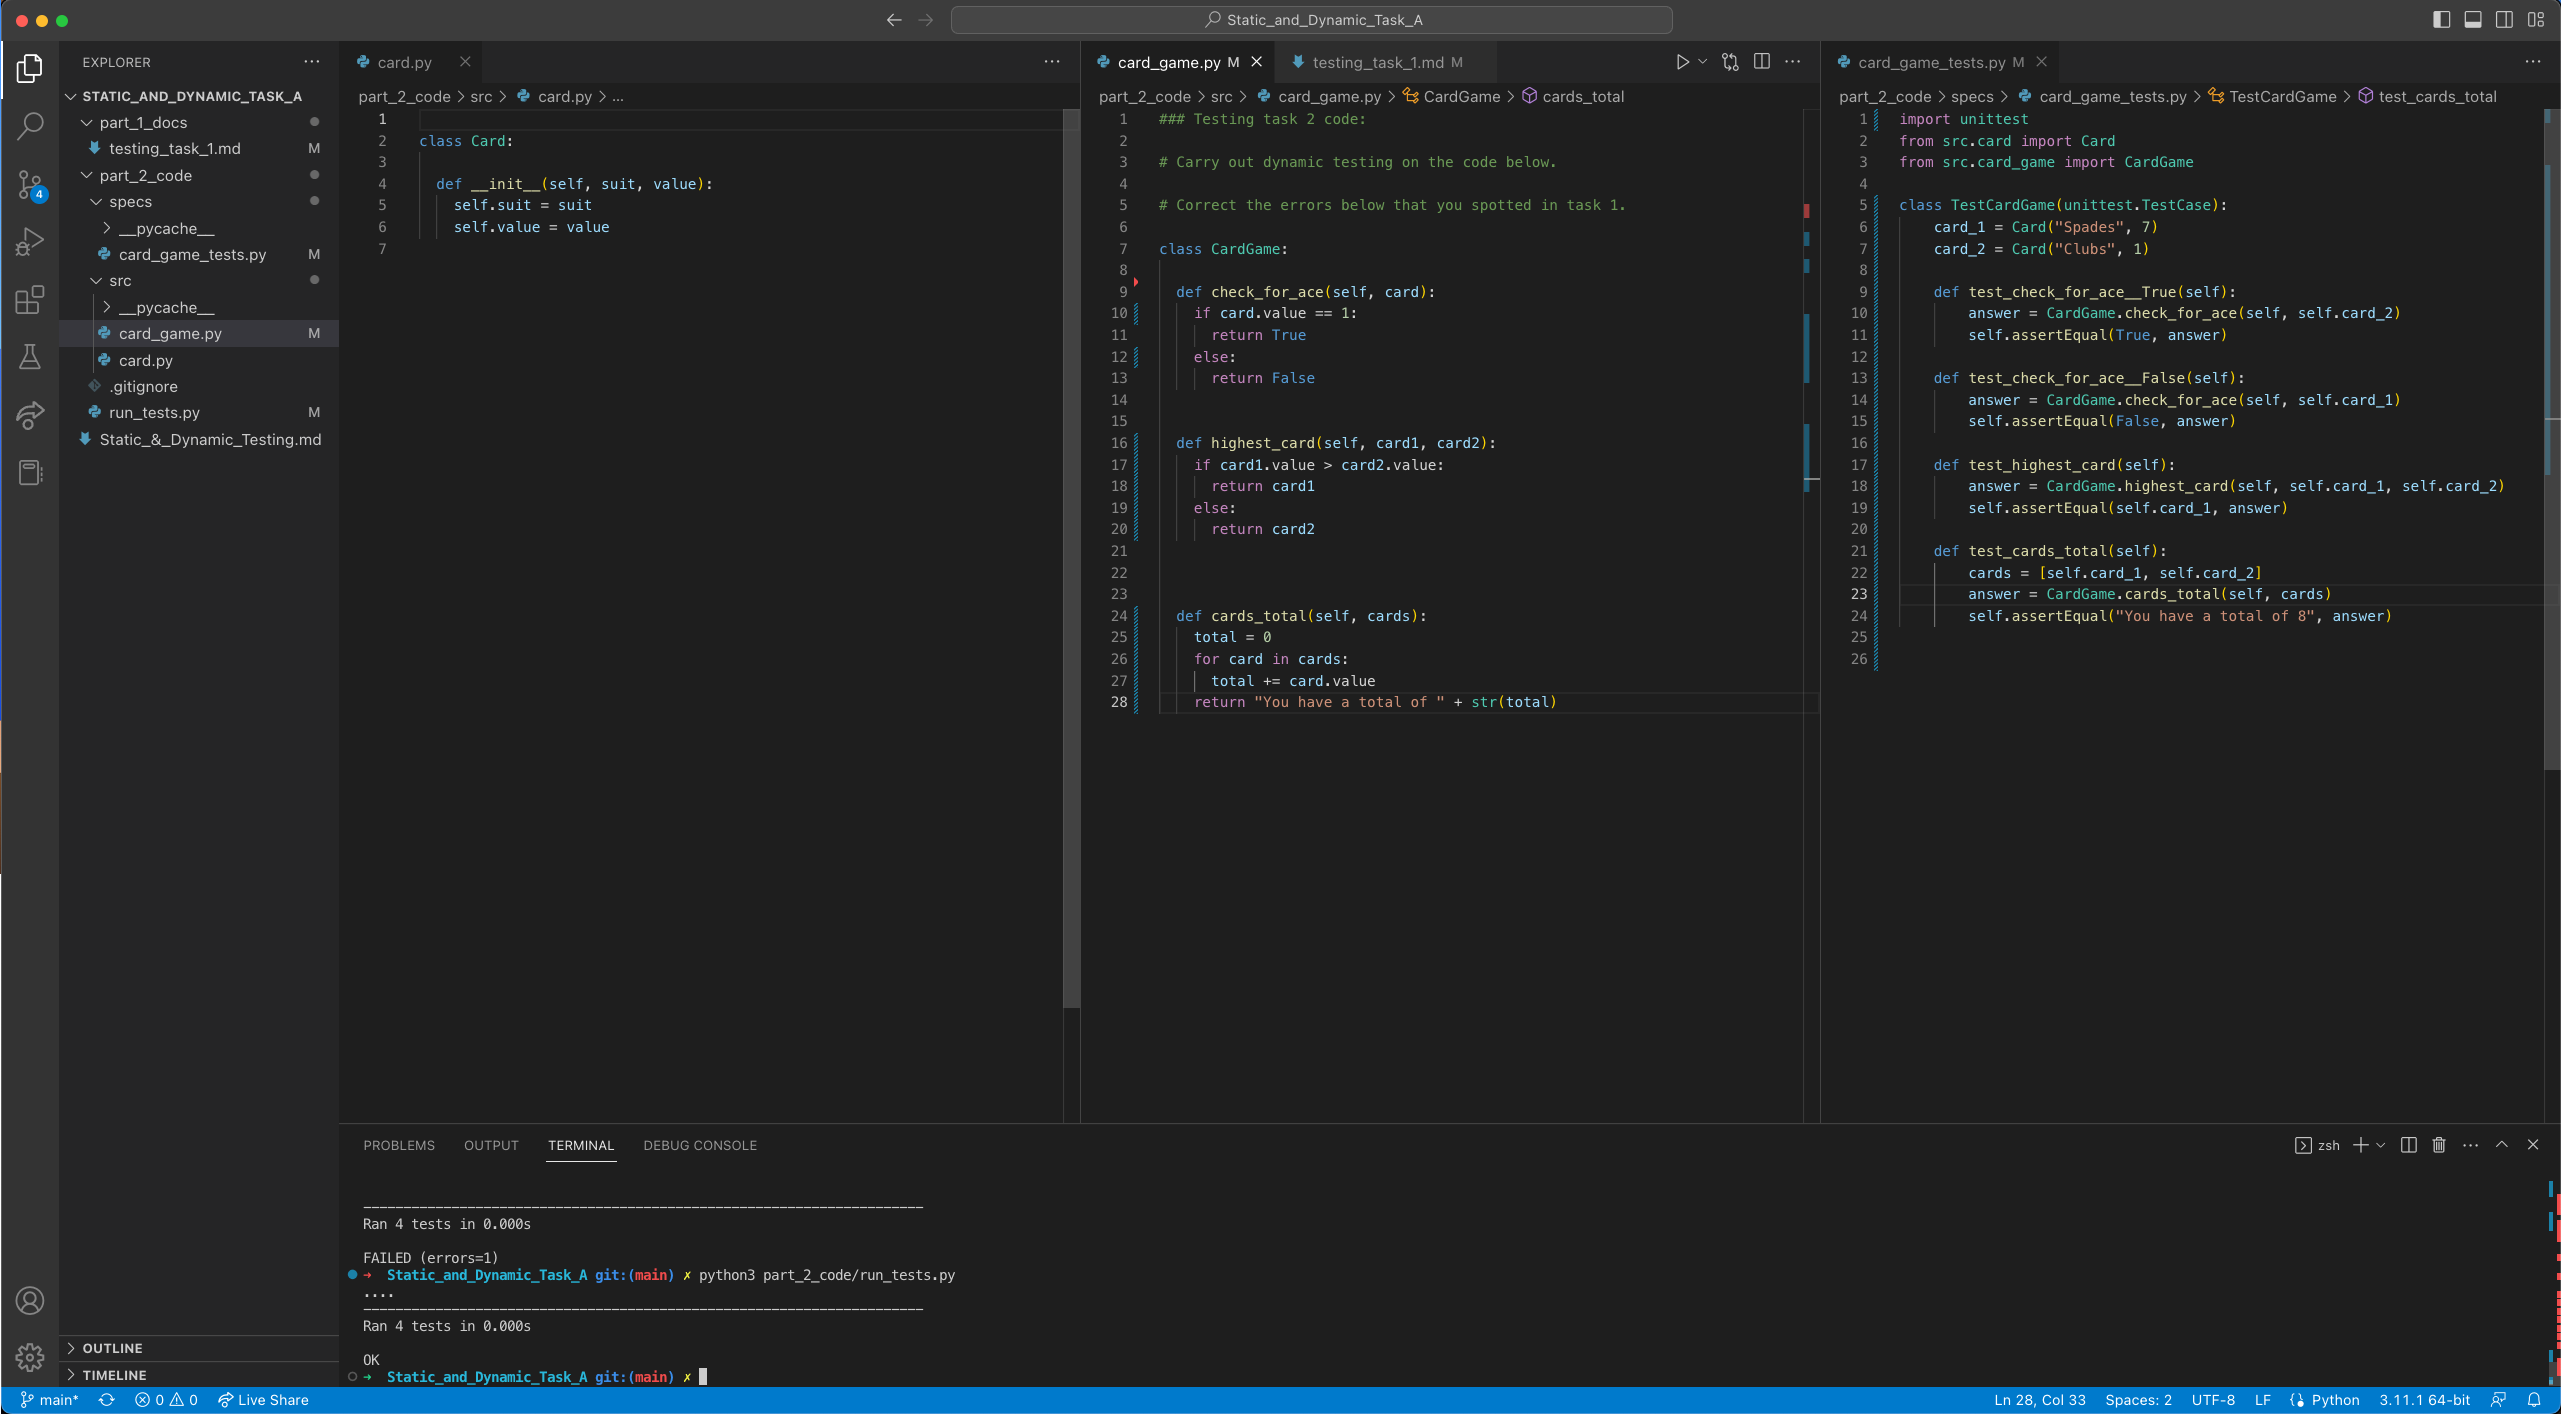 Static_and_Dynamic_Task_A
EXPLORER
STATIC_AND_DYNAMIC_TASK_A
part_1_docs
testing_task_1.md M
part_2_code
specs
__pycache__
card_game_tests.py M
src
__pycache__
card_game.py M
card.py
.gitignore
run_tests.py M
Static_&_Dynamic_Testing.md
OUTLINE
TIMELINE
4
card.py
part_2_code > src > card.py > ...
1
2 class Card:
3
4 def __init__(self, suit, value):
5 self.suit = suit
6 self.value = value
7
card_game.py M
testing_task_1.md M
part_2_code > src > card_game.py > CardGame > cards_total
1 ### Testing task 2 code:
2
3 # Carry out dynamic testing on the code below.
4
5 # Correct the errors below that you spotted in task 1.
6
7 class CardGame:
8
9 def check_for_ace(self, card):
10 if card.value == 1:
11 return True
12 else:
13 return False
14
15
16 def highest_card(self, card1, card2):
17 if card1.value > card2.value:
18 return card1
19 else:
20 return card2
21
22
23
24 def cards_total(self, cards):
25 total = 0
26 for card in cards:
27 total += card.value
28 return "You have a total of " + str(total)
card_game_tests.py M
part_2_code > specs > card_game_tests.py > TestCardGame > test_cards_total
1 import unittest
2 from src.card import Card
3 from src.card_game import CardGame
4
5 class TestCardGame(unittest.TestCase):
6 card_1 = Card("Spades", 7)
7 card_2 = Card("Clubs", 1)
8
9 def test_check_for_ace__True(self):
10 answer = CardGame.check_for_ace(self, self.card_2)
11 self.assertEqual(True, answer)
12
13 def test_check_for_ace__False(self):
14 answer = CardGame.check_for_ace(self, self.card_1)
15 self.assertEqual(False, answer)
16
17 def test_highest_card(self):
18 answer = CardGame.highest_card(self, self.card_1, self.card_2)
19 self.assertEqual(self.card_1, answer)
20
21 def test_cards_total(self):
22 cards = [self.card_1, self.card_2]
23 answer = CardGame.cards_total(self, cards)
24 self.assertEqual("You have a total of 8", answer)
25
26
PROBLEMS OUTPUT TERMINAL DEBUG CONSOLE
zsh
----------------------------------------------------------------------
Ran 4 tests in 0.000s
FAILED (errors=1)
➜ Static_and_Dynamic_Task_A git:(main) ✗ python3 part_2_code/run_tests.py
....
----------------------------------------------------------------------
Ran 4 tests in 0.000s
OK
➜ Static_and_Dynamic_Task_A git:(main) ✗
main* 0 0 Live Share
Ln 28, Col 33 Spaces: 2 UTF-8 LF Python 3.11.1 64-bit